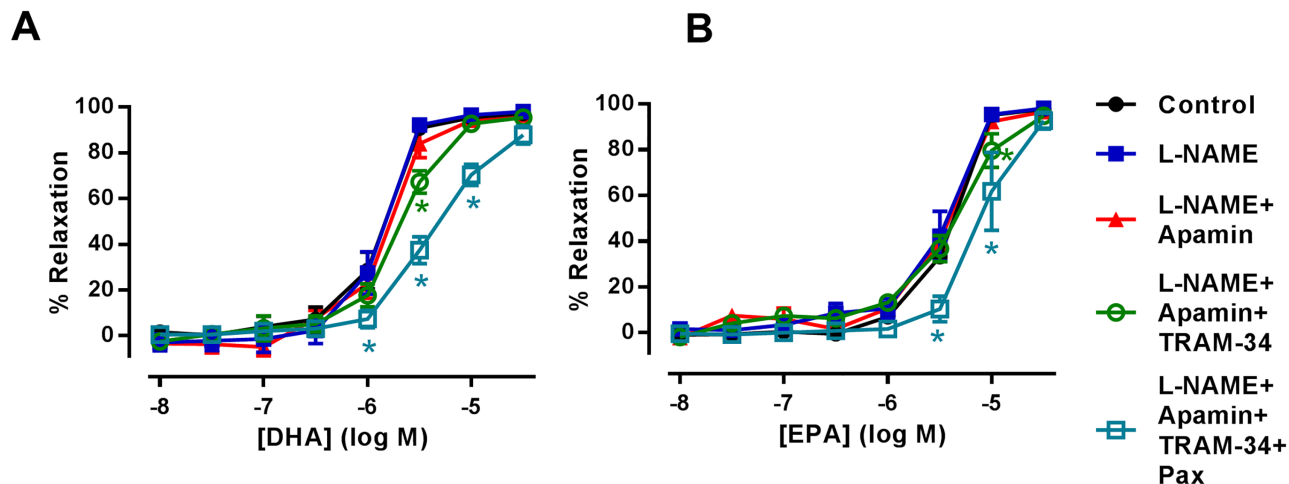 A
B
% Relaxation
100
80
60
40
20
0
*
*
*
*
-8
-7
-6
-5
[DHA] (log M)
% Relaxation
100
80
60
40
20
0
*
*
*
-8
-7
-6
-5
[EPA] (log M)
Control
L-NAME
L-NAME+
Apamin
L-NAME+
Apamin+
TRAM-34
L-NAME+
Apamin+
TRAM-34+
Pax